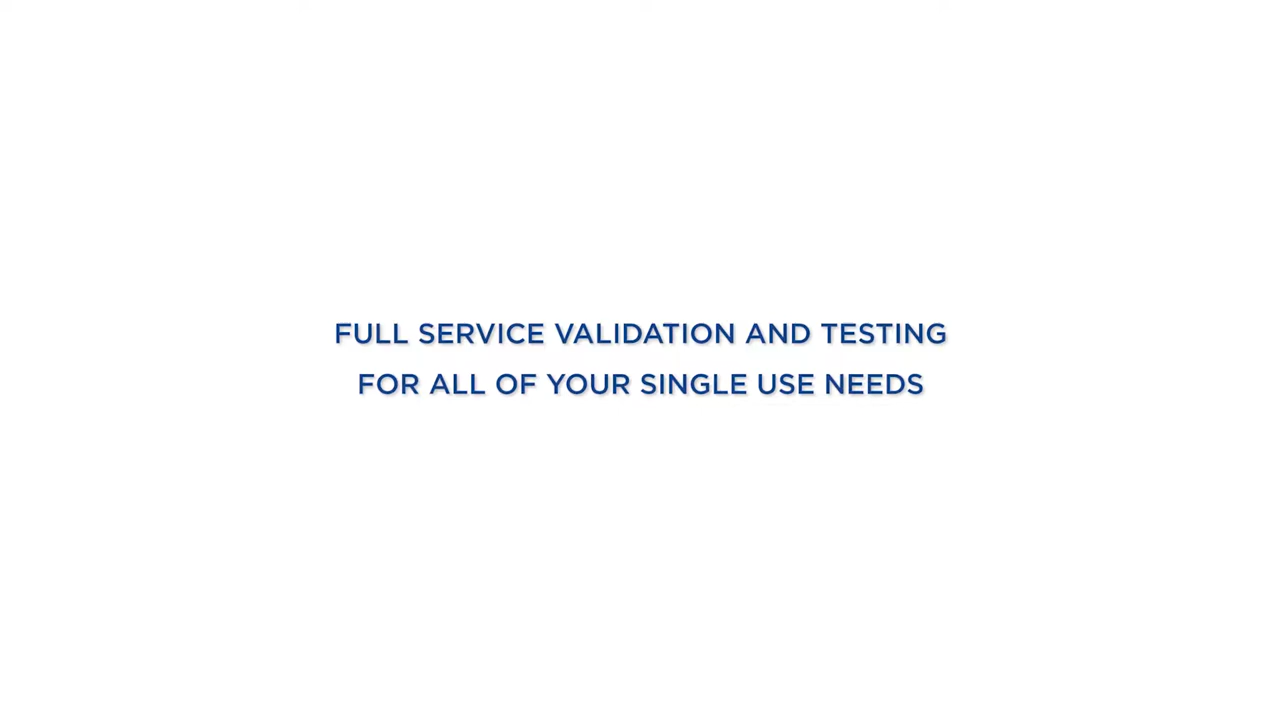 FULL SERVICE VALIDATION AND TESTING
FOR ALL OF YOUR SINGLE USE NEEDS